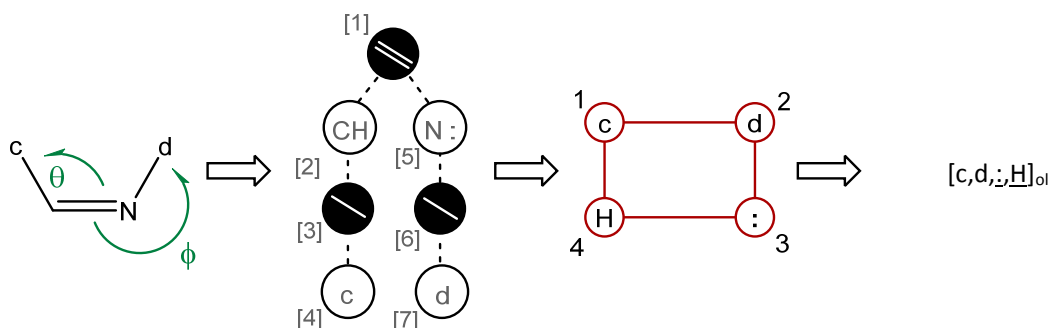 c
d
θ
N
ϕ
[1]
CH
N:
[2]
[5]
[3]
[6]
c
d
[4]
[7]
1
2
c
d
H
:
4
3
[c,d,:,H]ol